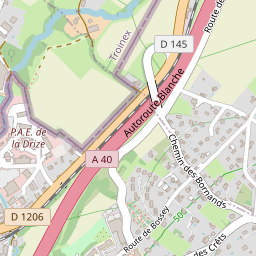 Route de
D 145
Troinex
Autoroute Blanche
P.A.E. de
la Drize
A 40
Chemin des Bornands
D 1206
500
Route de Bossey
des Crêts